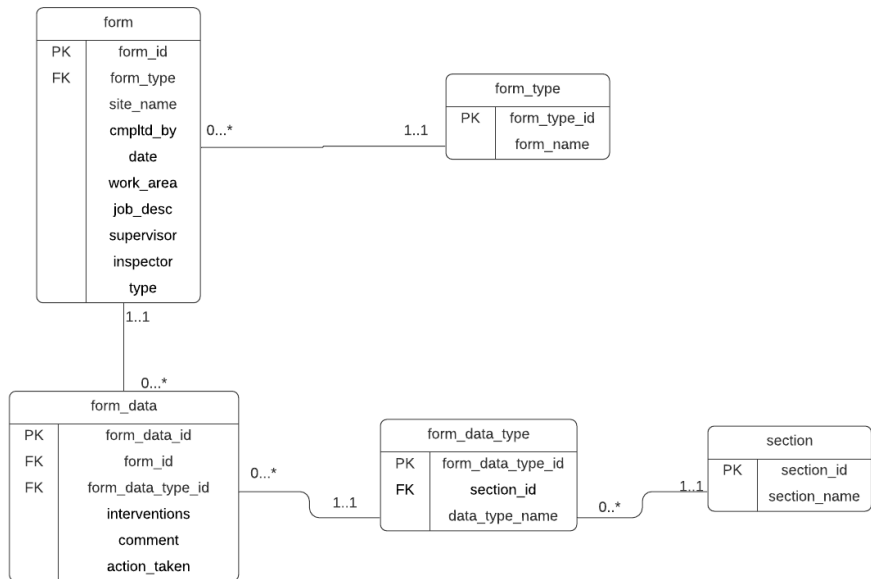 form
PK form_id
FK form_type
site_name
cmpltd_by
date
work_area
job_desc
supervisor
inspector
type
0...*
1..1
form_type
PK form_type_id
form_name
1..1
0...*
form_data
PK form_data_id
FK form_id
FK form_data_type_id
interventions
comment
action_taken
0...*
1..1
form_data_type
PK form_data_type_id
FK section_id
data_type_name
0..*
1..1
section
PK section_id
section_name